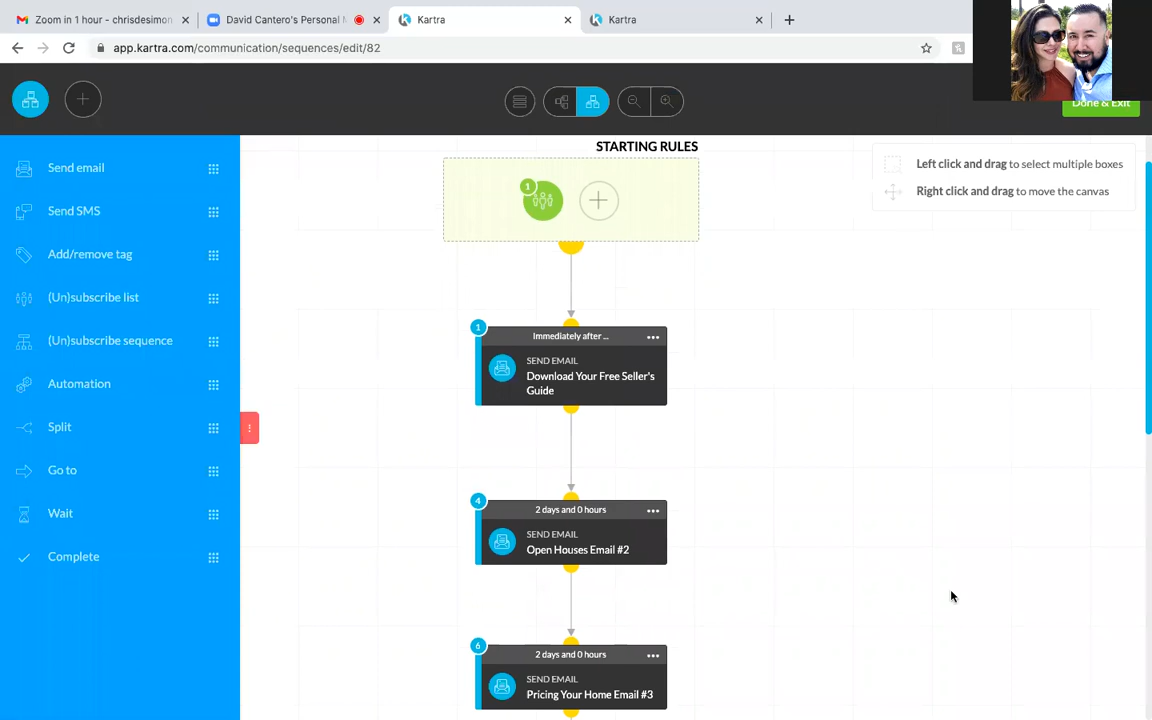 Zoom in 1 hour - chrisdesimon
David Cantero's Personal
Kartra
Kartra
app.kartra.com/communication/sequences/edit/82
Done & Exit
STARTING RULES
Left click and drag to select multiple boxes
Right click and drag to move the canvas
Send email
Send SMS
Add/remove tag
(Un)subscribe list
(Un)subscribe sequence
Automation
Split
Go to
Wait
Complete
1
1
Immediately after ...
SEND EMAIL
Download Your Free Seller's
Guide
4
2 days and 0 hours
SEND EMAIL
Open Houses Email #2
6
2 days and 0 hours
SEND EMAIL
Pricing Your Home Email #3